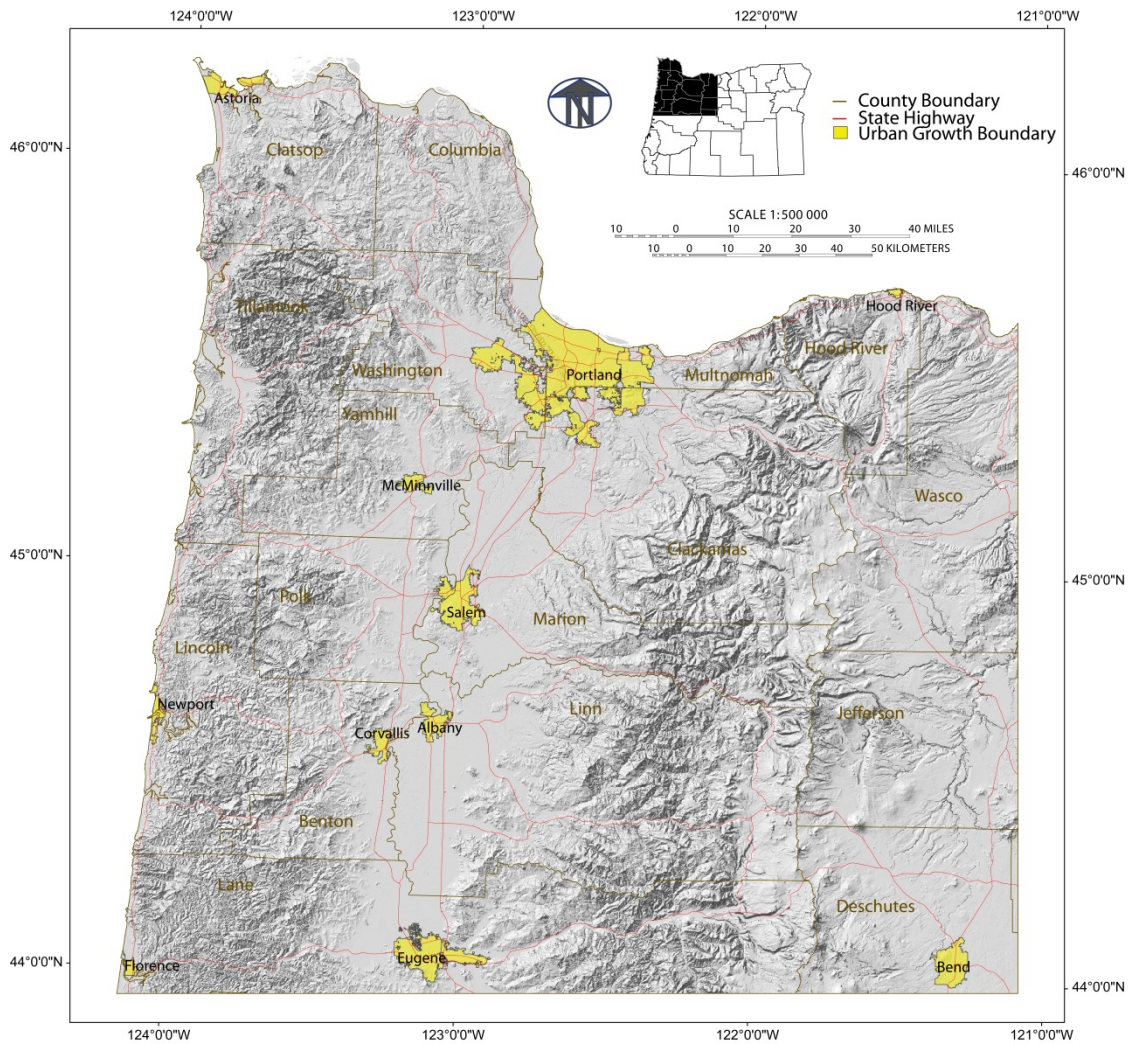 124°0'0"W 123°0'0"W 122°0'0"W 121°0'0"W
Astoria
N
County Boundary
State Highway
Urban Growth Boundary
46°0'0"N
Clatsop
Columbia
46°0'0"N
SCALE 1:500 000
10 0 10 20 30 40 MILES
10 0 10 20 30 40 50 KILOMETERS
Tillamook
Hood River
Hood River
Washington
Portland
Multnomah
Yamhill
McMinnville
Wasco
45°0'0"N
Clackamas
45°0'0"N
Polk
Salem
Marion
Lincoln
Newport
Linn
Jefferson
Corvallis
Albany
Benton
Lane
Deschutes
44°0'0"N
Florence
Eugene
Bend
44°0'0"N
124°0'0"W 123°0'0"W 122°0'0"W 121°0'0"W